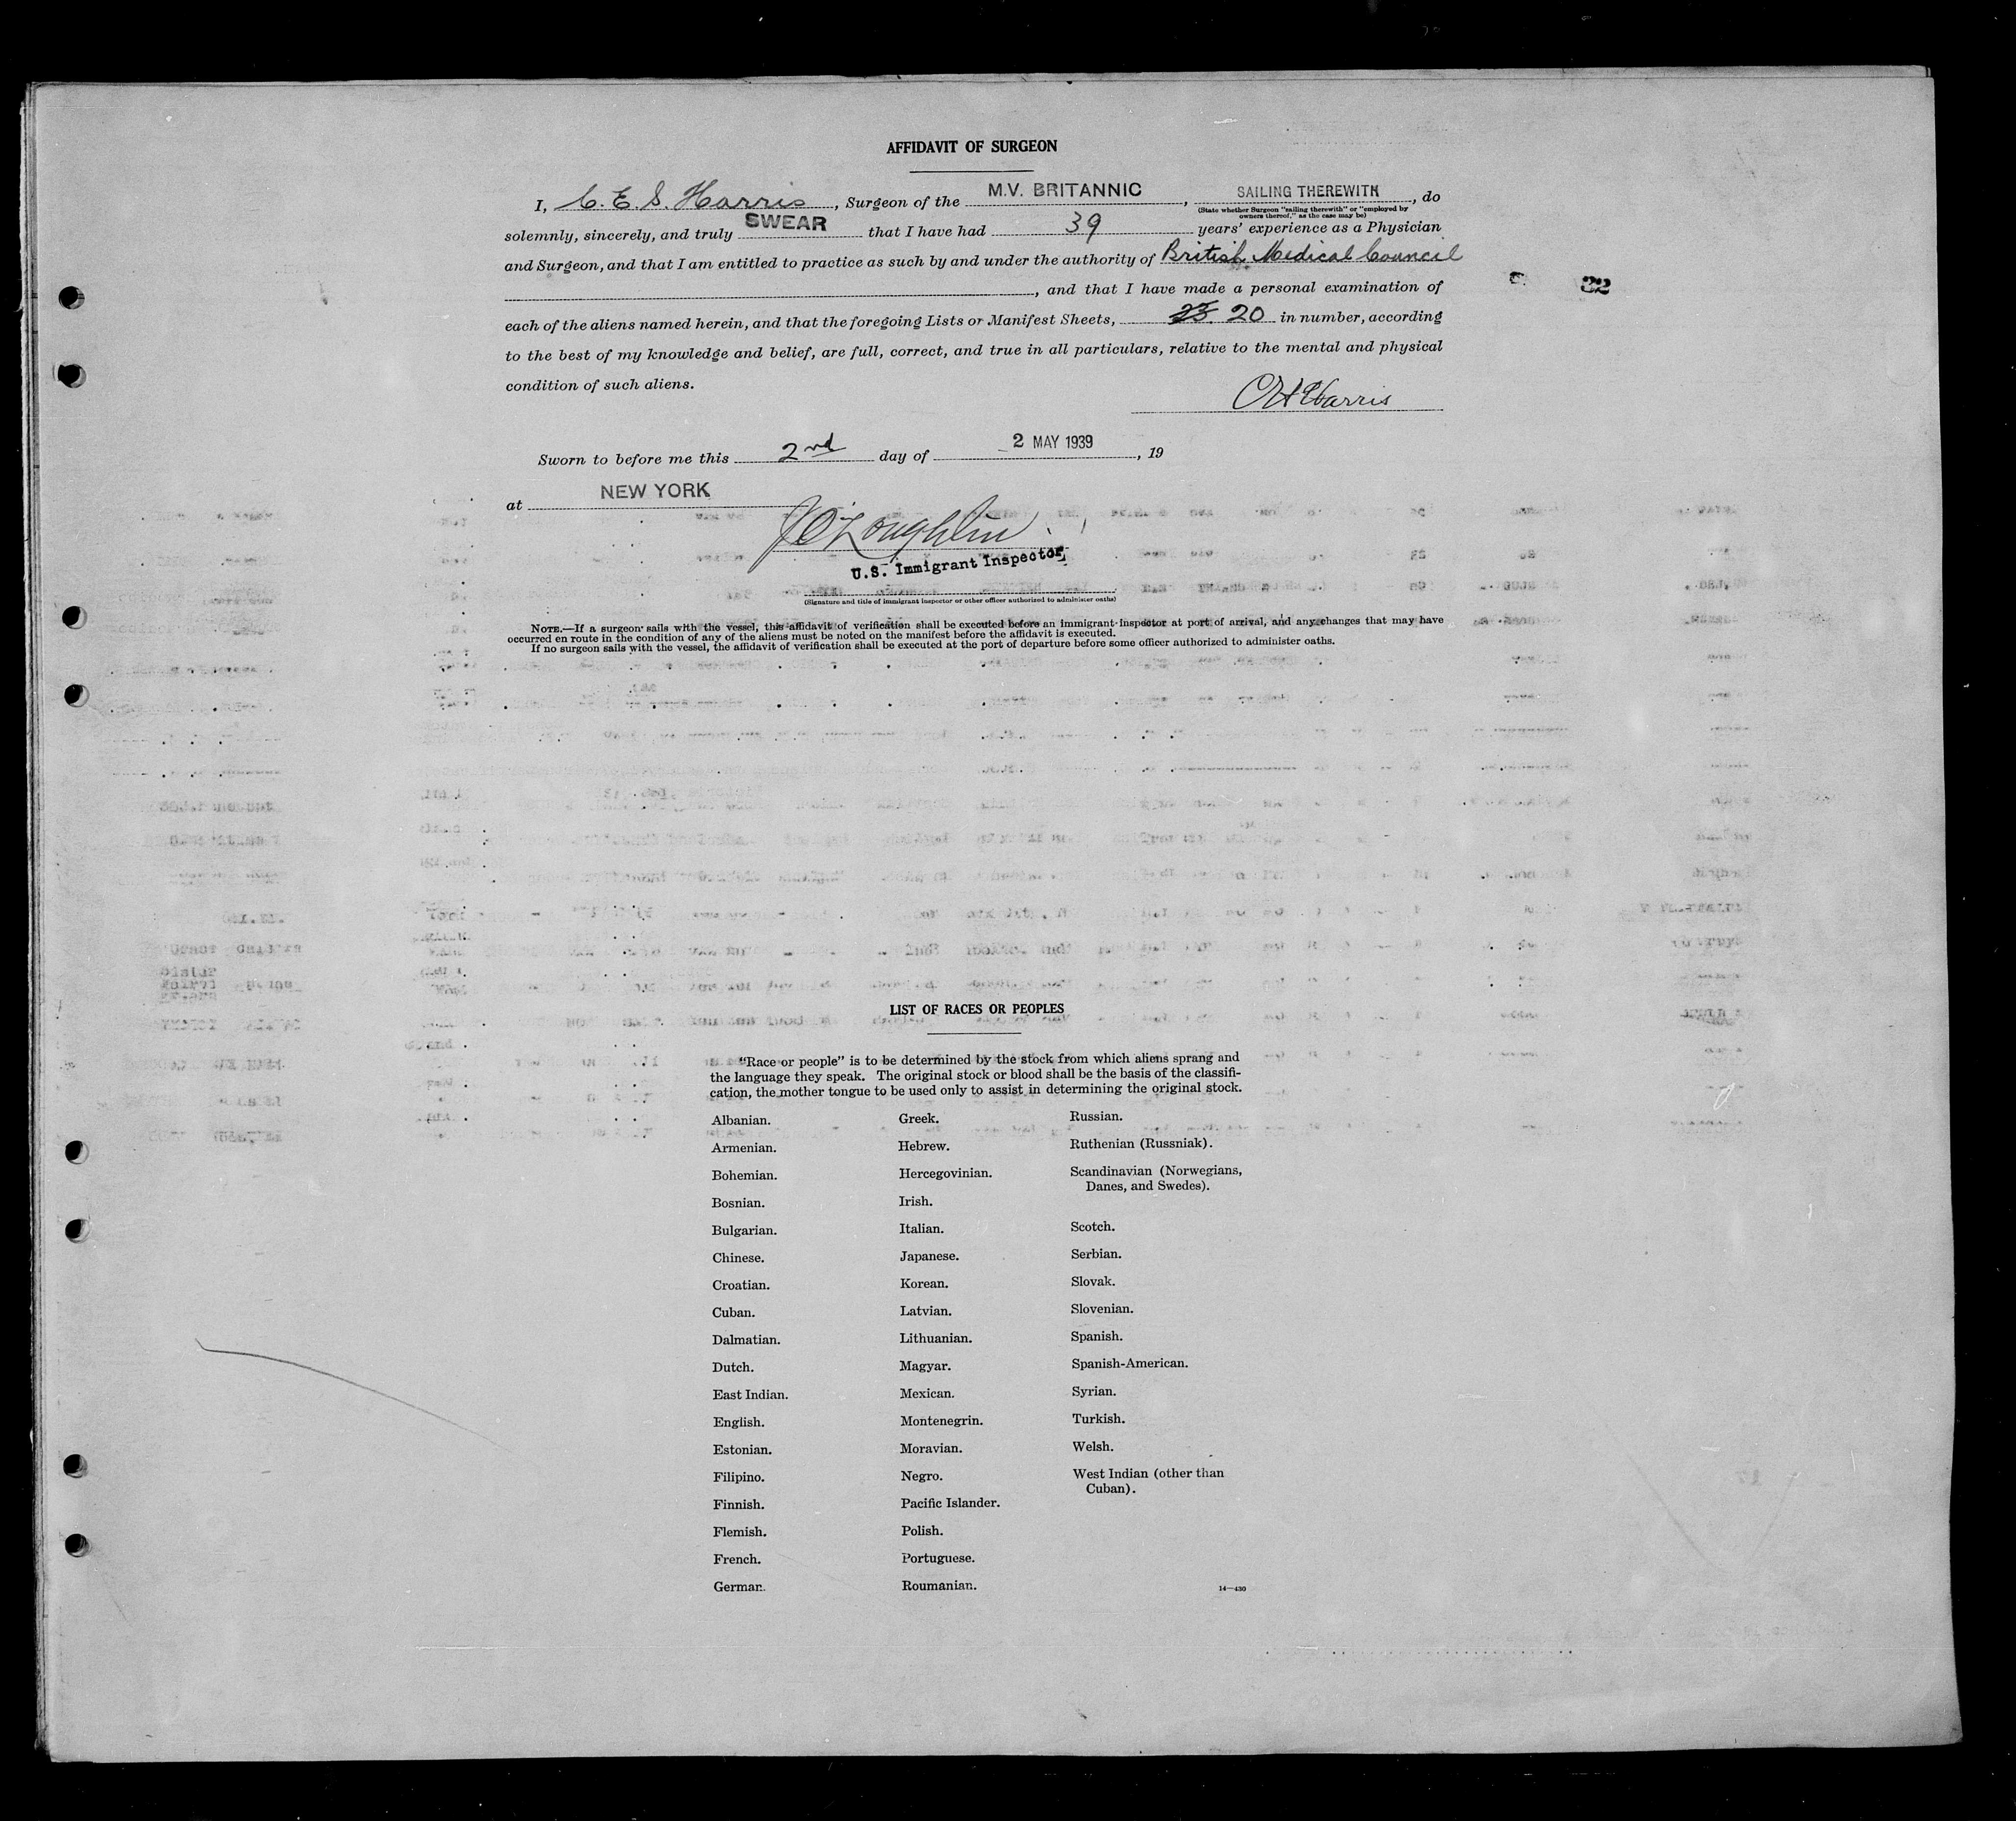 AFFIDAVIT OF SURGEON
I, C. E. S. Harris, Surgeon of the M.V. BRITANNIC, SAILING THEREWITH, do
(State whether Surgeon "sailing therewith" or "employed by owners thereof," as the case may be)
solemnly, sincerely, and truly SWEAR that I have had 39 years' experience as a Physician
and Surgeon, and that I am entitled to practice as such by and under the authority of British Medical Council
, and that I have made a personal examination of
32
each of the aliens named herein, and that the foregoing Lists or Manifest Sheets, 20 in number, according
to the best of my knowledge and belief, are full, correct, and true in all particulars, relative to the mental and physical
condition of such aliens.
Harris
Sworn to before me this 2nd day of 2 MAY 1939, 19
at NEW YORK
J O'Loughlin
U.S. Immigrant Inspector
(Signature and title of immigrant inspector or other officer authorized to administer oaths)
NOTE.—If a surgeon sails with the vessel, this affidavit of verification shall be executed before an immigrant inspector at port of arrival, and any changes that may have
occurred en route in the condition of any of the aliens must be noted on the manifest before the affidavit is executed.
If no surgeon sails with the vessel, the affidavit of verification shall be executed at the port of departure before some officer authorized to administer oaths.
LIST OF RACES OR PEOPLES
"Race or people" is to be determined by the stock from which aliens sprang and
the language they speak. The original stock or blood shall be the basis of the classifi-
cation, the mother tongue to be used only to assist in determining the original stock.
Albanian.
Armenian.
Bohemian.
Bosnian.
Bulgarian.
Chinese.
Croatian.
Cuban.
Dalmatian.
Dutch.
East Indian.
English.
Estonian.
Filipino.
Finnish.
Flemish.
French.
German.
Greek.
Hebrew.
Hercegovinian.
Irish.
Italian.
Japanese.
Korean.
Latvian.
Lithuanian.
Magyar.
Mexican.
Montenegrin.
Moravian.
Negro.
Pacific Islander.
Polish.
Portuguese.
Roumanian.
Russian.
Ruthenian (Russniak).
Scandinavian (Norwegians,
Danes, and Swedes).
Scotch.
Serbian.
Slovak.
Slovenian.
Spanish.
Spanish-American.
Syrian.
Turkish.
Welsh.
West Indian (other than
Cuban).
14—430